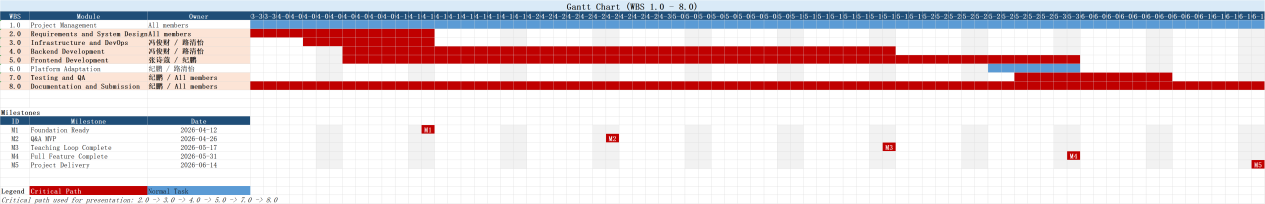 Gantt Chart (WBS 1.0 - 8.0)
WBS Module Owner
1.0 Project Management All members
2.0 Requirements and System Design All members
3.0 Infrastructure and DevOps 冯俊财 / 路清怡
4.0 Backend Development 冯俊财 / 路清怡
5.0 Frontend Development 张诗蕴 / 纪鹏
6.0 Platform Adaptation 纪鹏 / 路清怡
7.0 Testing and QA 纪鹏 / All members
8.0 Documentation and Submission 纪鹏 / All members
Milestones
ID Milestone Date
M1 Foundation Ready 2026-04-12 M1
M2 Q&A MVP 2026-04-26 M2
M3 Teaching Loop Complete 2026-05-17 M3
M4 Full Feature Complete 2026-05-31 M4
M5 Project Delivery 2026-06-14 M5
Legend Critical Path Normal Task
Critical path used for presentation: 2.0 -> 3.0 -> 4.0 -> 5.0 -> 7.0 -> 8.0